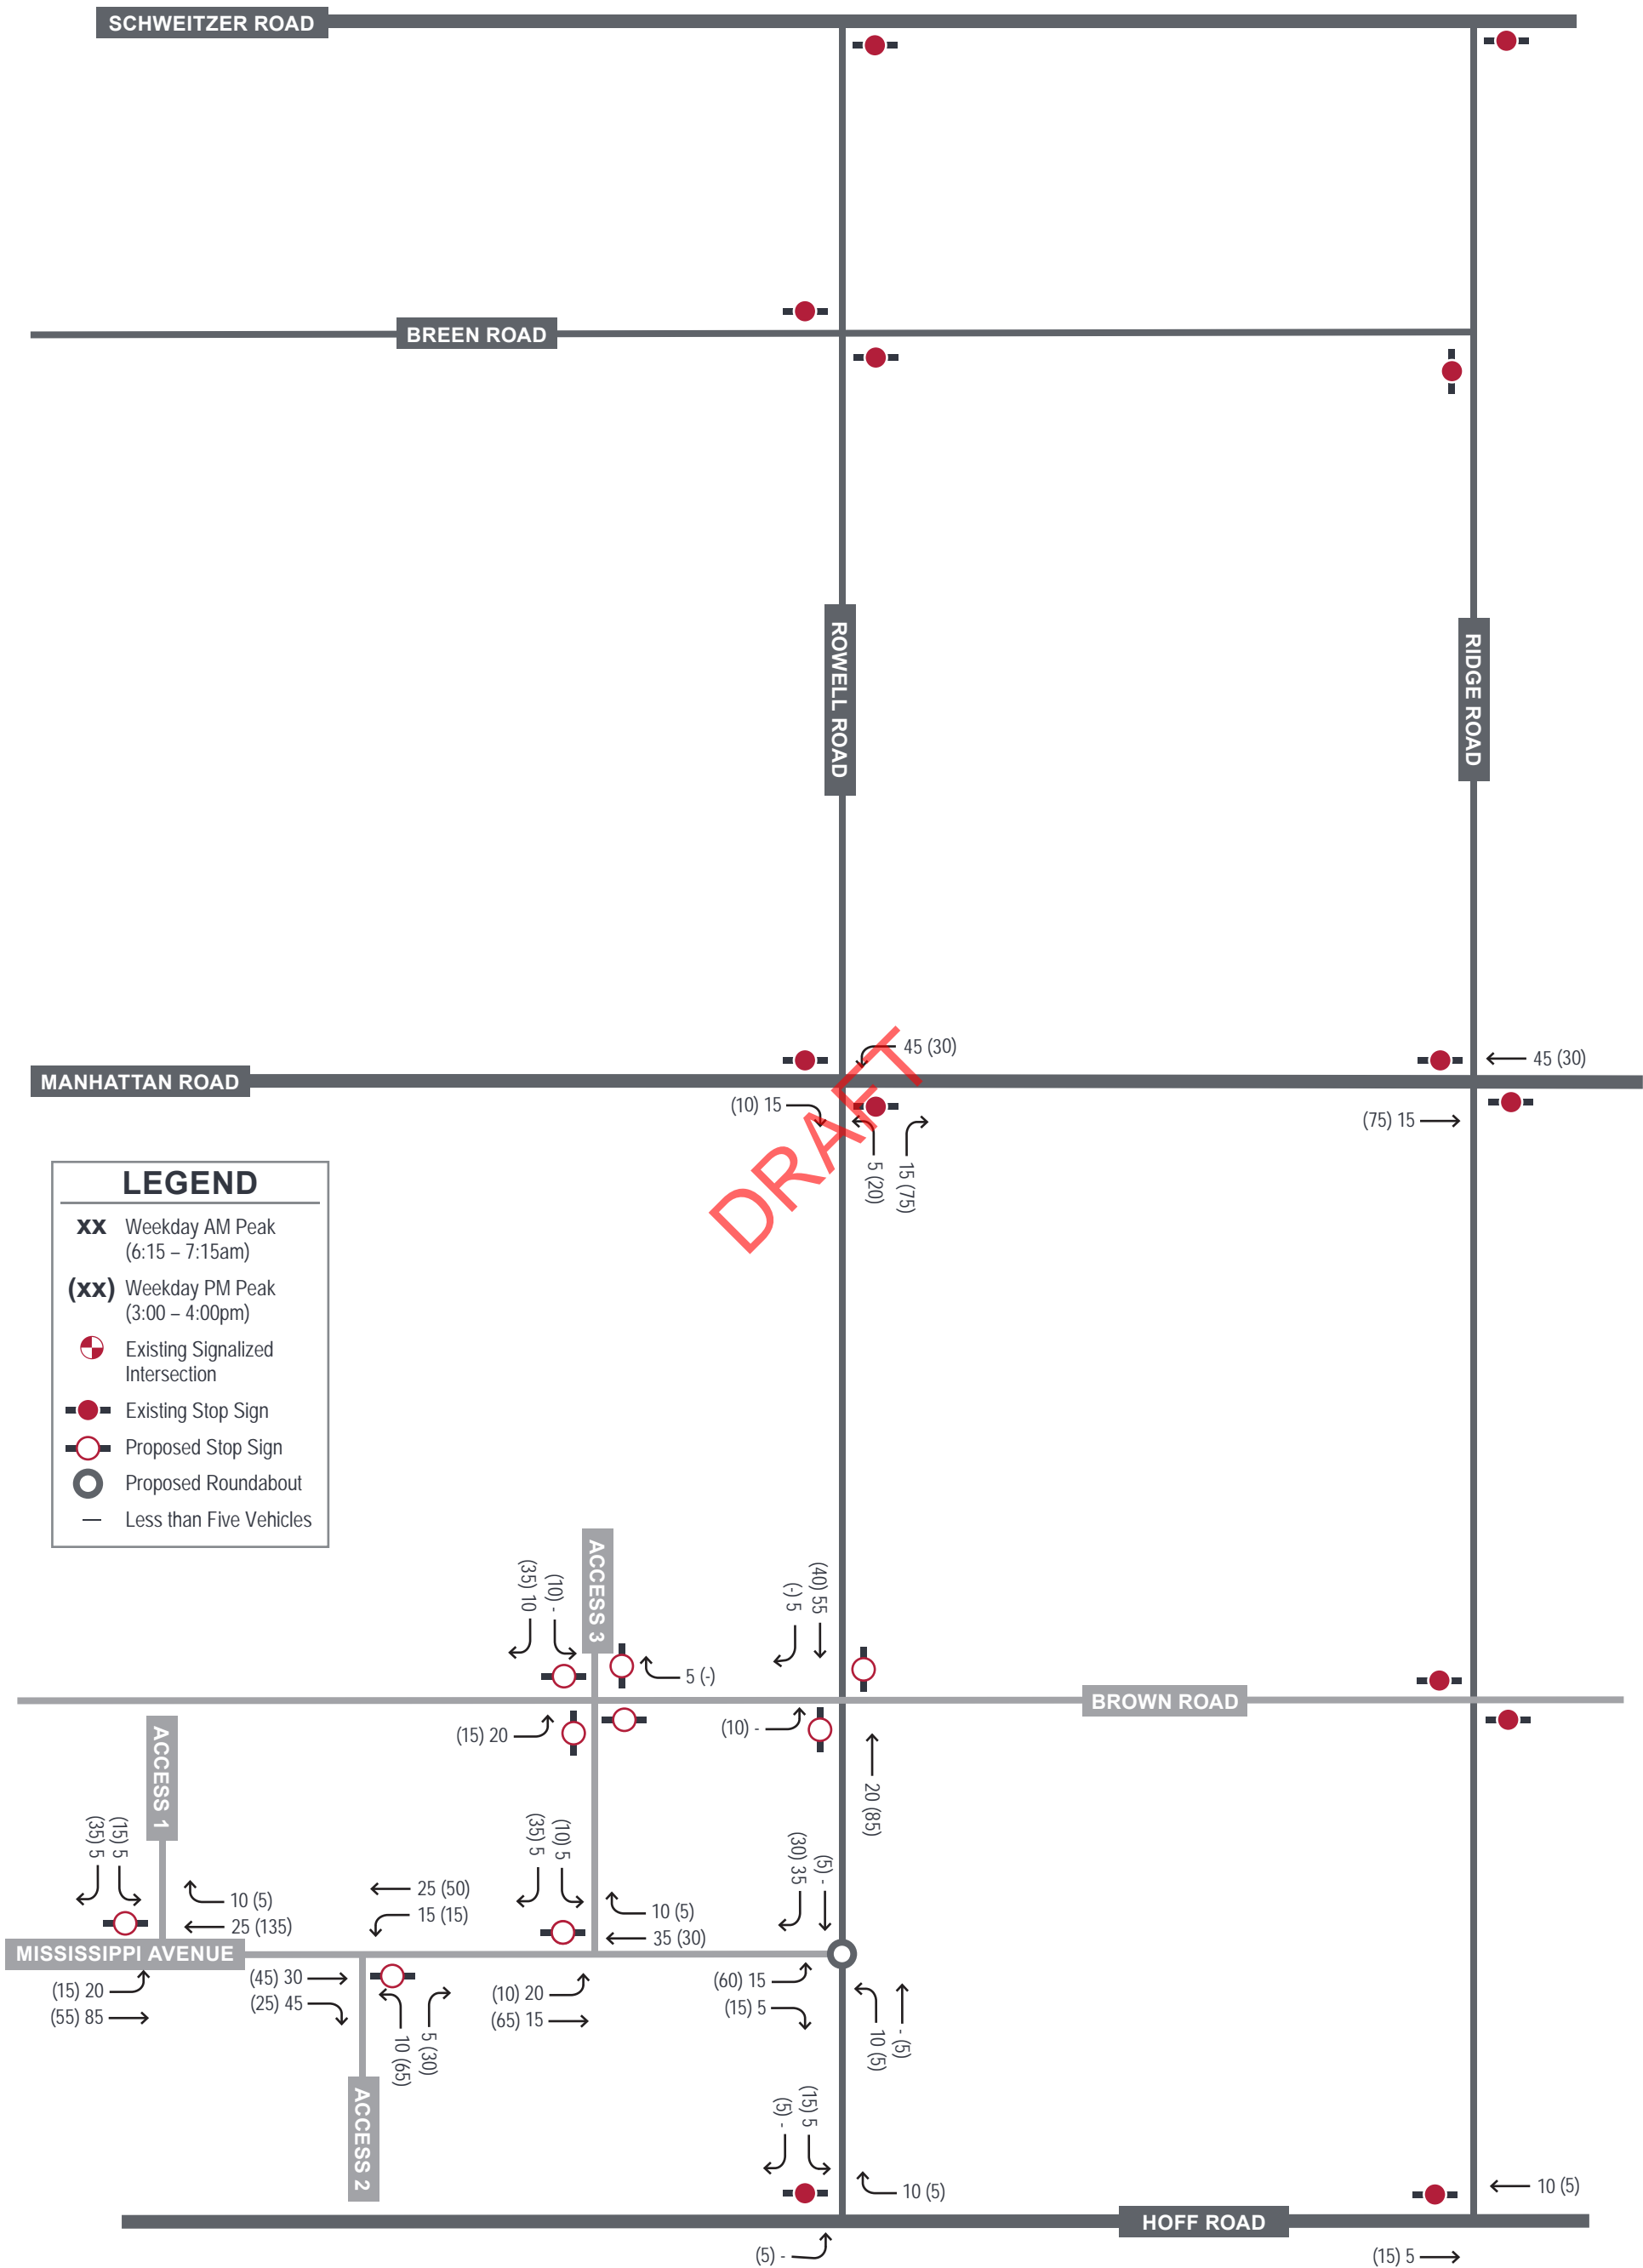 SCHWEITZER ROAD
BREEN ROAD
ROWELL ROAD
RIDGE ROAD
45 (30)
45 (30)
MANHATTAN ROAD
(10) 15
(75) 15
5 (20)
15 (75)
DRAFT
LEGEND
xx Weekday AM Peak
(6:15 – 7:15am)
(xx) Weekday PM Peak
(3:00 – 4:00pm)
Existing Signalized
Intersection
Existing Stop Sign
Proposed Stop Sign
Proposed Roundabout
— Less than Five Vehicles
ACCESS 3
(35) 10
(10) -
(-) 5
(40) 55
5 (-)
BROWN ROAD
(15) 20
(10) -
20 (85)
ACCESS 1
(35) 5
(15) 5
(35) 5
(10) 5
(30) 35
(5) -
10 (5)
25 (135)
25 (50)
15 (15)
10 (5)
35 (30)
MISSISSIPPI AVENUE
(15) 20
(55) 85
(45) 30
(25) 45
(10) 20
(65) 15
(60) 15
(15) 5
10 (65)
5 (30)
10 (5)
- (5)
ACCESS 2
(5) -
(15) 5
10 (5)
10 (5)
HOFF ROAD
(5) -
(15) 5